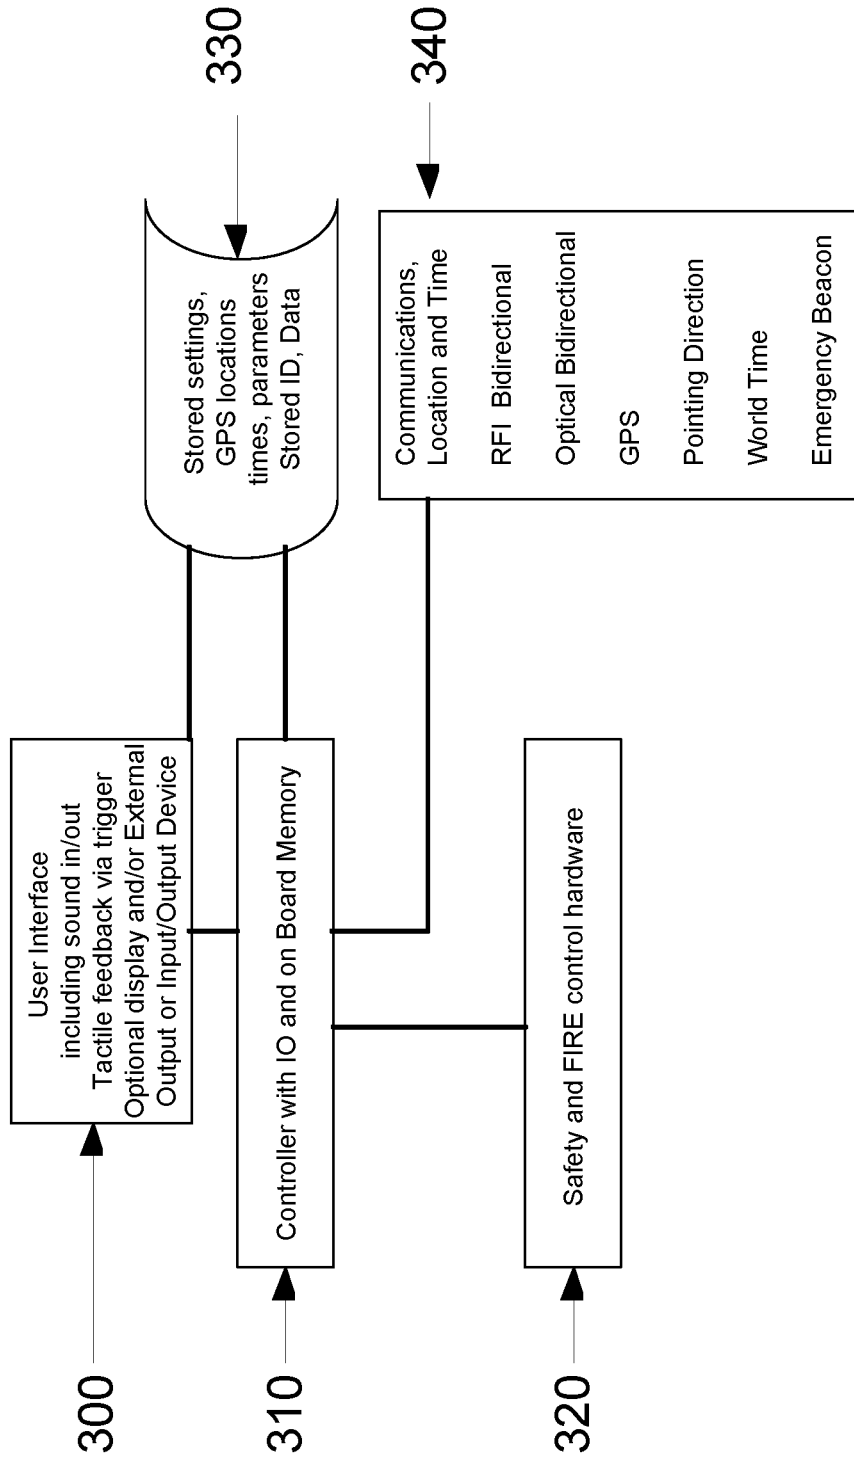 300
User Interface
including sound in/out
Tactile feedback via trigger
Optional display and/or External
Output or Input/Output Device
330
Stored settings,
GPS locations
times, parameters
Stored ID, Data
310
Controller with IO and on Board Memory
340
Communications,
Location and Time
RFI Bidirectional
Optical Bidirectional
GPS
Pointing Direction
World Time
Emergency Beacon
320
Safety and FIRE control hardware